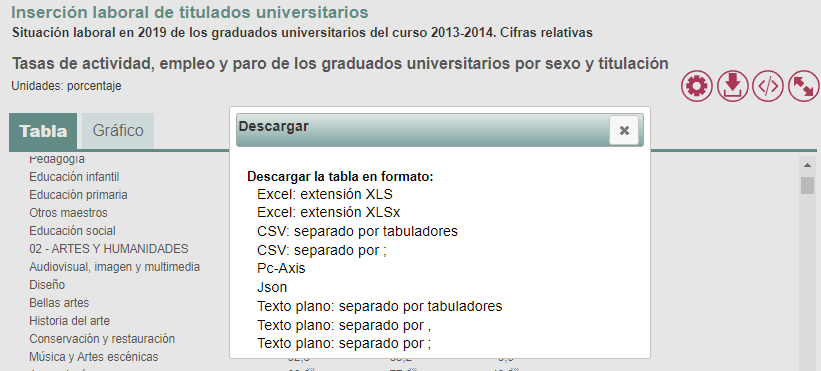 Inserción laboral de titulados universitarios
Situación laboral en 2019 de los graduados universitarios del curso 2013-2014. Cifras relativas
Tasas de actividad, empleo y paro de los graduados universitarios por sexo y titulación
Unidades: porcentaje
Tabla
Gráfico
Pedagogía
Educación infantil
Educación primaria
Otros maestros
Educación social
02 - ARTES Y HUMANIDADES
Audiovisual, imagen y multimedia
Diseño
Bellas artes
Historia del arte
Conservación y restauración
Música y Artes escénicas
Descargar
Descargar la tabla en formato:
Excel: extensión XLS
Excel: extensión XLSx
CSV: separado por tabuladores
CSV: separado por ;
Pc-Axis
Json
Texto plano: separado por tabuladores
Texto plano: separado por ,
Texto plano: separado por ;